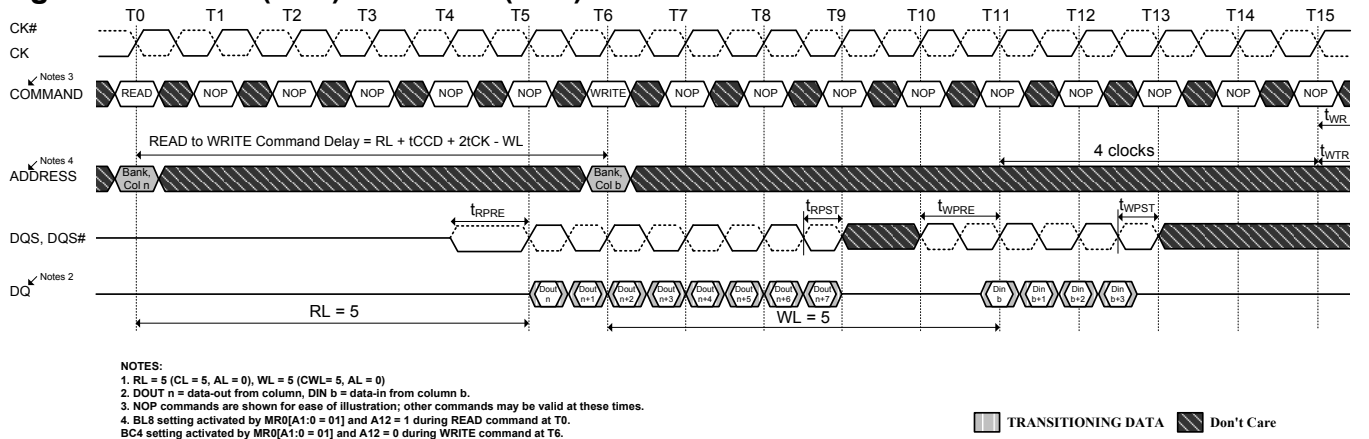 T0 T1 T2 T3 T4 T5 T6 T7 T8 T9 T10 T11 T12 T13 T14 T15
CK#
CK
Notes 3
COMMAND READ NOP NOP NOP NOP NOP WRITE NOP NOP NOP NOP NOP NOP NOP NOP NOP
tWR
READ to WRITE Command Delay = RL + tCCD + 2tCK - WL
4 clocks
tWTR
Notes 4
ADDRESS
Bank, Col n
Bank, Col b
tRPRE tRPST tWPRE tWPST
DQS, DQS#
Notes 2
DQ
Dout n Dout n+1 Dout n+2 Dout n+3 Dout n+4 Dout n+5 Dout n+6 Dout n+7 Din b Din b+1 Din b+2 Din b+3
RL = 5 WL = 5
NOTES:
1. RL = 5 (CL = 5, AL = 0), WL = 5 (CWL= 5, AL = 0)
2. DOUT n = data-out from column, DIN b = data-in from column b.
3. NOP commands are shown for ease of illustration; other commands may be valid at these times.
4. BL8 setting activated by MR0[A1:0 = 01] and A12 = 1 during READ command at T0.
BC4 setting activated by MR0[A1:0 = 01] and A12 = 0 during WRITE command at T6.
TRANSITIONING DATA Don't Care